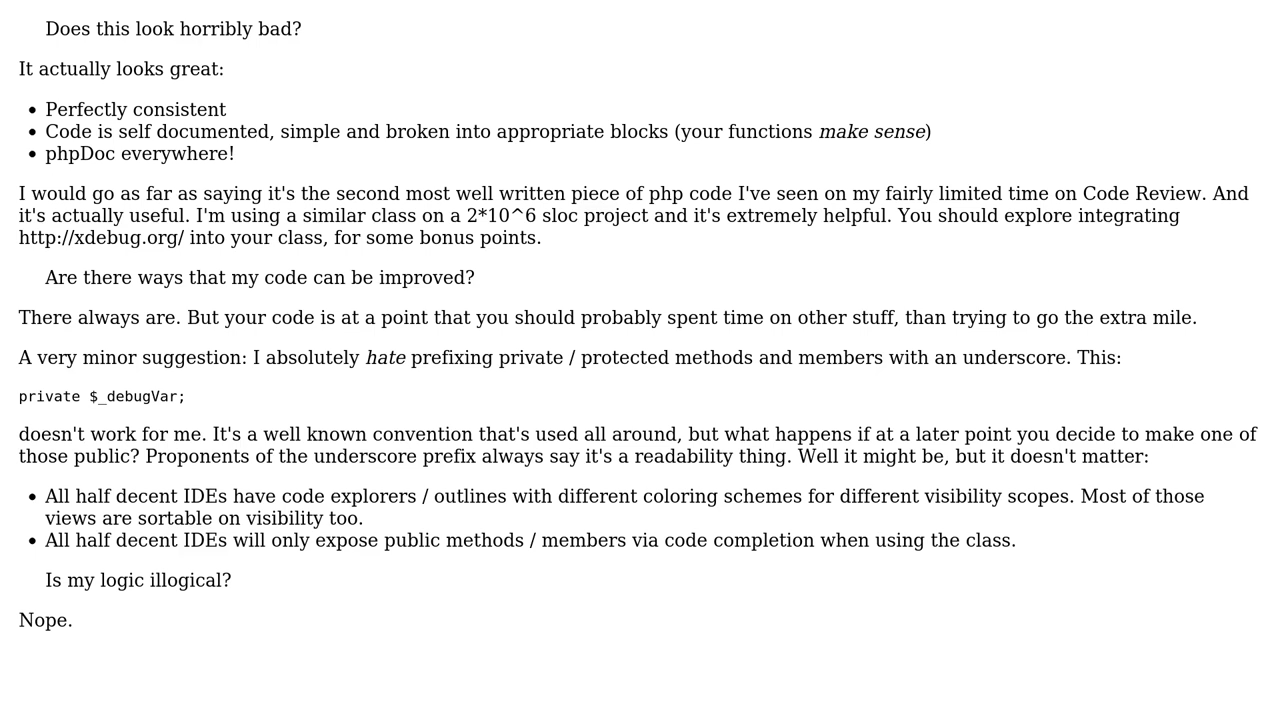 Does this look horribly bad?
It actually looks great:
• Perfectly consistent
• Code is self documented, simple and broken into appropriate blocks (your functions make sense)
• phpDoc everywhere!
I would go as far as saying it's the second most well written piece of php code I've seen on my fairly limited time on Code Review. And
it's actually useful. I'm using a similar class on a 2*10^6 sloc project and it's extremely helpful. You should explore integrating
http://xdebug.org/ into your class, for some bonus points.
Are there ways that my code can be improved?
There always are. But your code is at a point that you should probably spent time on other stuff, than trying to go the extra mile.
A very minor suggestion: I absolutely hate prefixing private / protected methods and members with an underscore. This:
private $_debugVar;
doesn't work for me. It's a well known convention that's used all around, but what happens if at a later point you decide to make one of
those public? Proponents of the underscore prefix always say it's a readability thing. Well it might be, but it doesn't matter:
• All half decent IDEs have code explorers / outlines with different coloring schemes for different visibility scopes. Most of those
views are sortable on visibility too.
• All half decent IDEs will only expose public methods / members via code completion when using the class.
Is my logic illogical?
Nope.